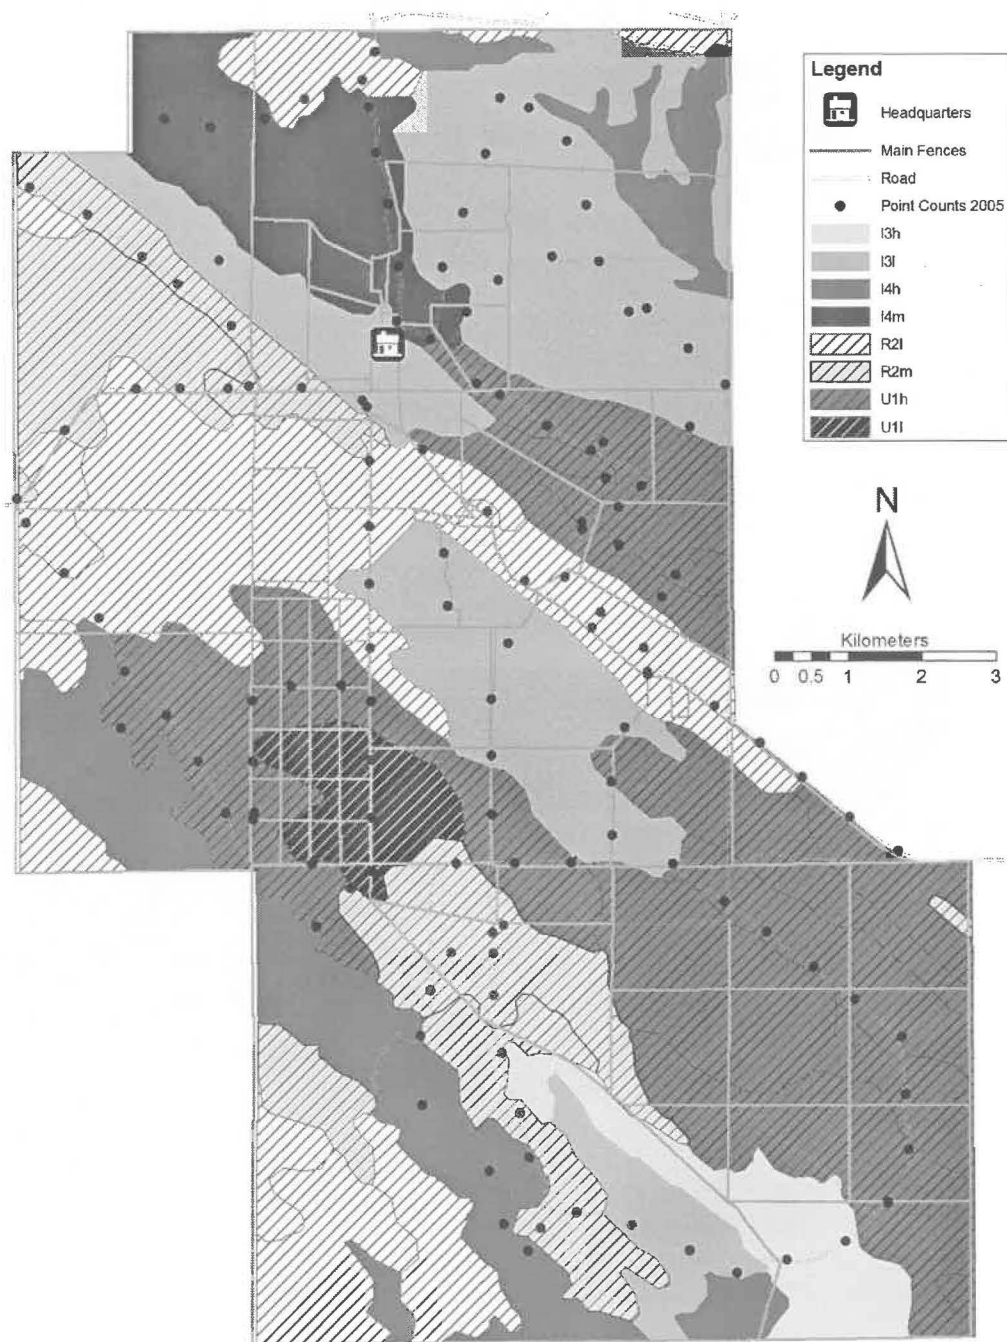 Legend
Headquarters
Main Fences
Road
Point Counts 2005
I3h
I3l
I4h
I4m
R2l
R2m
U1h
U1l
N
Kilometers
0 0.5 1 2 3